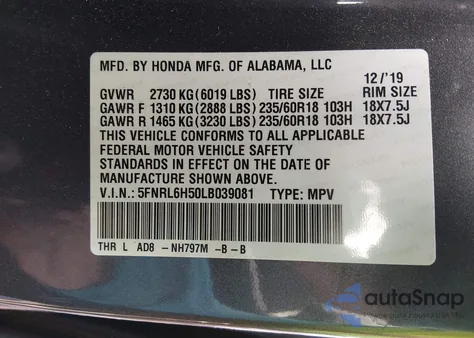 MFD. BY HONDA MFG. OF ALABAMA, LLC
12/'19
GVWR 2730 KG (6019 LBS) TIRE SIZE RIM SIZE
GAWR F 1310 KG (2888 LBS) 235/60R18 103H 18X7.5J
GAWR R 1465 KG (3230 LBS) 235/60R18 103H 18X7.5J
THIS VEHICLE CONFORMS TO ALL APPLICABLE
FEDERAL MOTOR VEHICLE SAFETY
STANDARDS IN EFFECT ON THE DATE OF
MANUFACTURE SHOWN ABOVE.
V.I.N.: 5FNRL6H50LB039081 TYPE: MPV
THR L AD8 -NH797M -B -B
autoSnap